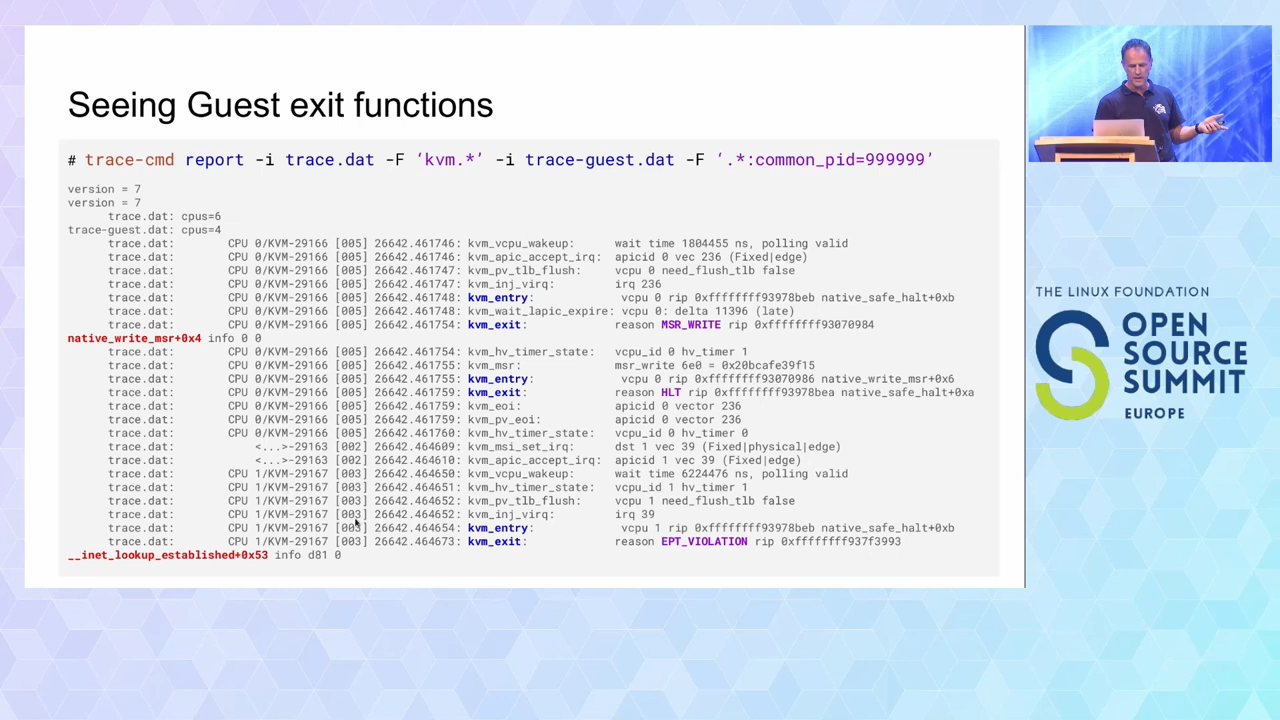 Seeing Guest exit functions
# trace-cmd report -i trace.dat -F ‘kvm.*’ -i trace-guest.dat -F ‘.*:common_pid=999999’
version = 7
version = 7
trace.dat: cpus=6
trace-guest.dat: cpus=4
trace.dat: CPU 0/KVM-29166 [005] 26642.461746: kvm_vcpu_wakeup: wait time 1804455 ns, polling valid
trace.dat: CPU 0/KVM-29166 [005] 26642.461746: kvm_apic_accept_irq: apicid 0 vec 236 (Fixed|edge)
trace.dat: CPU 0/KVM-29166 [005] 26642.461747: kvm_pv_tlb_flush: vcpu 0 need_flush_tlb false
trace.dat: CPU 0/KVM-29166 [005] 26642.461747: kvm_inj_virq: irq 236
trace.dat: CPU 0/KVM-29166 [005] 26642.461748: kvm_entry: vcpu 0 rip 0xffffffff93978beb native_safe_halt+0xb
trace.dat: CPU 0/KVM-29166 [005] 26642.461748: kvm_wait_lapic_expire: vcpu 0: delta 11396 (late)
trace.dat: CPU 0/KVM-29166 [005] 26642.461754: kvm_exit: reason MSR_WRITE rip 0xffffffff93070984
native_write_msr+0x4 info 0 0
trace.dat: CPU 0/KVM-29166 [005] 26642.461754: kvm_hv_timer_state: vcpu_id 0 hv_timer 1
trace.dat: CPU 0/KVM-29166 [005] 26642.461755: kvm_msr: msr_write 6e0 = 0x20bcafe39f15
trace.dat: CPU 0/KVM-29166 [005] 26642.461755: kvm_entry: vcpu 0 rip 0xffffffff93070986 native_write_msr+0x6
trace.dat: CPU 0/KVM-29166 [005] 26642.461759: kvm_exit: reason HLT rip 0xffffffff93978bea native_safe_halt+0xa
trace.dat: CPU 0/KVM-29166 [005] 26642.461759: kvm_eoi: apicid 0 vector 236
trace.dat: CPU 0/KVM-29166 [005] 26642.461759: kvm_pv_eoi: apicid 0 vector 236
trace.dat: CPU 0/KVM-29166 [005] 26642.461760: kvm_hv_timer_state: vcpu_id 0 hv_timer 0
trace.dat: <...>-29163 [002] 26642.464609: kvm_msi_set_irq: dst 1 vec 39 (Fixed|physical|edge)
trace.dat: <...>-29163 [002] 26642.464610: kvm_apic_accept_irq: apicid 1 vec 39 (Fixed|edge)
trace.dat: CPU 1/KVM-29167 [003] 26642.464650: kvm_vcpu_wakeup: wait time 6224476 ns, polling valid
trace.dat: CPU 1/KVM-29167 [003] 26642.464651: kvm_hv_timer_state: vcpu_id 1 hv_timer 1
trace.dat: CPU 1/KVM-29167 [003] 26642.464651: kvm_pv_tlb_flush: vcpu 1 need_flush_tlb false
trace.dat: CPU 1/KVM-29167 [003] 26642.464652: kvm_inj_virq: irq 39
trace.dat: CPU 1/KVM-29167 [003] 26642.464654: kvm_entry: vcpu 1 rip 0xffffffff93978beb native_safe_halt+0xb
trace.dat: CPU 1/KVM-29167 [003] 26642.464673: kvm_exit: reason EPT_VIOLATION rip 0xffffffff937f3993
__inet_lookup_established+0x53 info d81 0
THE LINUX FOUNDATION
OPEN
SOURCE
SUMMIT
EUROPE